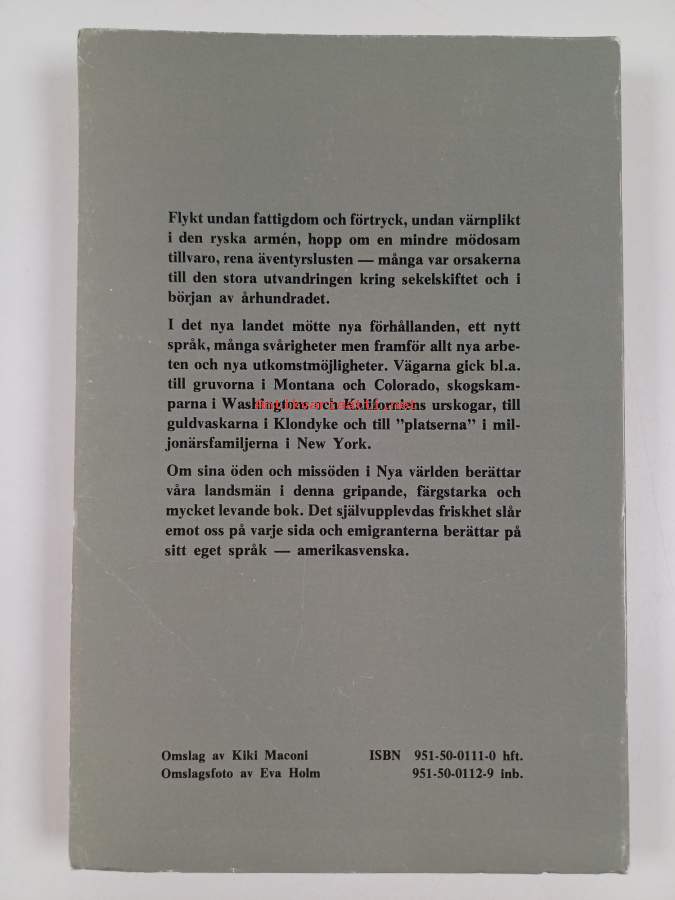 Flykt undan fattigdom och förtryck, undan värnplikt
i den ryska armén, hopp om en mindre mödosam
tillvaro, rena äventyrslusten — många var orsakerna
till den stora utvandringen kring sekelskiftet och i
början av århundradet.
I det nya landet mötte nya förhållanden, ett nytt
språk, många svårigheter men framför allt nya arbe-
ten och nya utkomstmöjligheter. Vägarna gick bl.a.
till gruvorna i Montana och Colorado, skogskam-
parna i Washingtons och Kaliforniens urskogar, till
guldvaskarna i Klondyke och till ”platserna” i mil-
jonärsfamiljerna i New York.
Om sina öden och missöden i Nya världen berättar
våra landsmän i denna gripande, färgstarka och
mycket levande bok. Det självupplevdas friskhet slår
emot oss på varje sida och emigranterna berättar på
sitt eget språk — amerikasvenska.
Omslag av Kiki Maconi ISBN 951-50-0111-0 hft.
Omslagsfoto av Eva Holm 951-50-0112-9 inb.